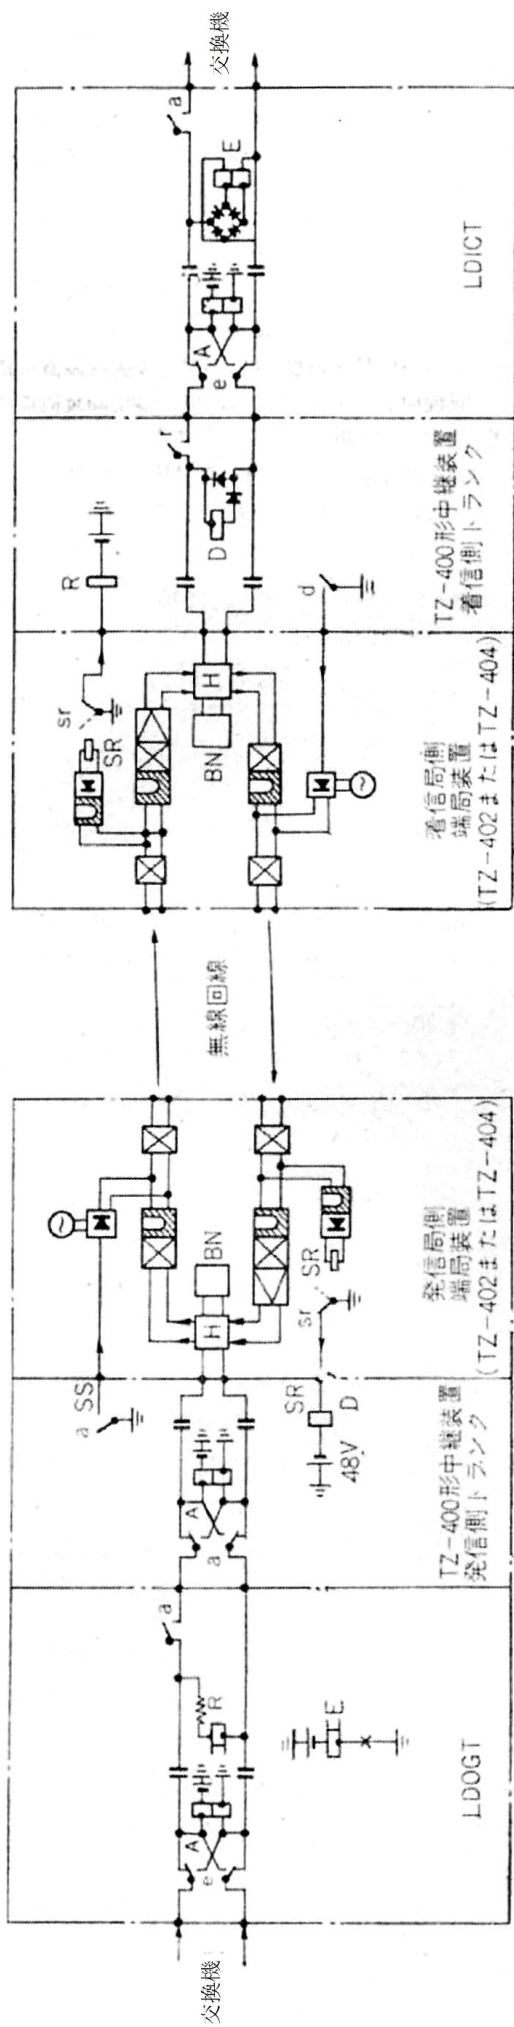 交換機
LDOGT
A
e
R
a
E
TZ-400形中継装置
発信側トランク
A
a
a
SS
SR
D
48V
発信局側
端局装置
(TZ-402またはTZ-404)
H
BN
sr
SR
無線回線
着信局側
端局装置
(TZ-402またはTZ-404)
SR
sr
H
BN
TZ-400形中継装置
着信側トランク
R
D
r
d
LDICT
A
e
E
a
交換機